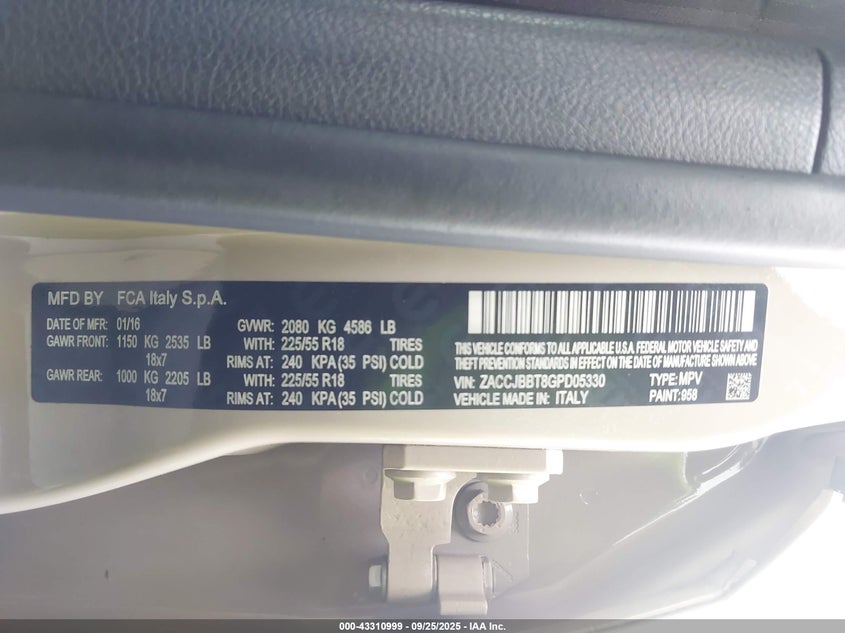 MFD BY FCA Italy S.p.A.
DATE OF MFR: 01/16 GVWR: 2080 KG 4586 LB
GAWR FRONT: 1150 KG 2535 LB WITH: 225/55 R18 TIRES
18x7 RIMS AT: 240 KPA(35 PSI) COLD
GAWR REAR: 1000 KG 2205 LB WITH: 225/55 R18 TIRES
18x7 RIMS AT: 240 KPA(35 PSI) COLD
THIS VEHICLE CONFORMS TO ALL APPLICABLE U.S.A. FEDERAL MOTOR VEHICLE SAFETY AND
THEFT PREVENTION STANDARDS IN EFFECT ON THE DATE OF MANUFACTURE SHOWN ABOVE.
VIN: ZACCJBBT8GPD05330 TYPE: MPV
VEHICLE MADE IN: ITALY PAINT: 958
000-43310999 - 09/25/2025 - IAA Inc.